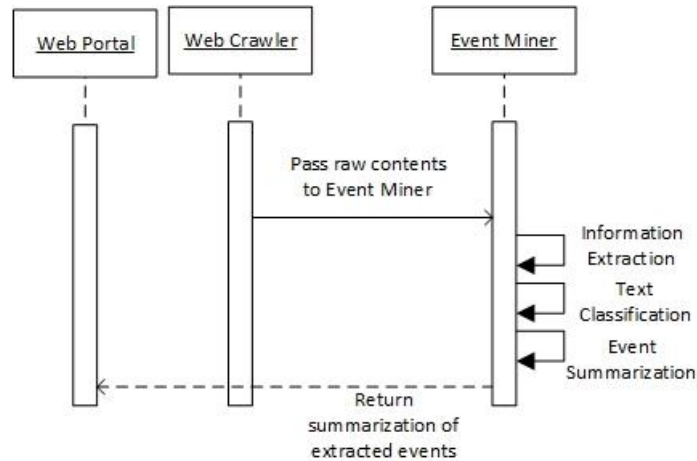 Web Portal
Web Crawler
Event Miner
Pass raw contents
to Event Miner
Information
Extraction
Text
Classification
Event
Summarization
Return
summarization of
extracted events